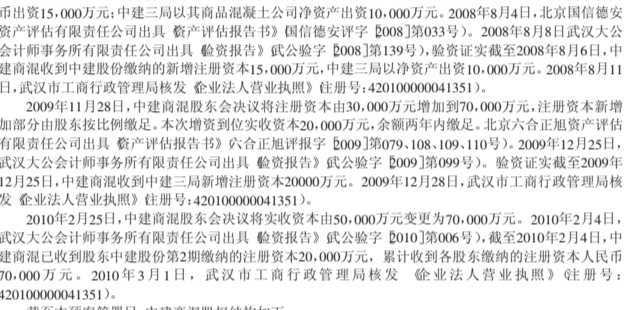 币出资15,000万元;中建三局以其商品混凝土公司净资产出资10,000万元。2008年8月4日,北京国信德安
资产评估有限责任公司出具《资产评估报告书》国信德安评字【2008】第033号)。2008年8月8日武汉大公
会计师事务所有限责任公司出具《验资报告》武公验字【2008】第139号),验资证实截至2008年8月6日,中
建商混收到中建股份缴纳的新增注册资本15,000万元,中建三局以净资产出资10,000万元。2008年8月11
日,武汉市工商行政管理局核发《企业法人营业执照》(注册号:420100000041351)。
2009年11月28日,中建商混股东会决议将注册资本由30,000万元增加到70,000万元,注册资本新增
加部分由股东按比例缴足。本次增资到位实收资本20,000万元,余额两年内缴足。北京六合正旭资产评估
有限责任公司出具《资产评估报告书》六合正旭评报字【2009】第079、108、109、110号)。2009年12月25日,
武汉大公会计师事务所有限责任公司出具《验资报告》武公验字【2009】第099号)。验资证实截至2009年
12月25日,中建商混收到中建三局新增注册资本20000万元。2009年12月28日,武汉市工商行政管理局核
发《企业法人营业执照》(注册号:420100000041351)。
2010年2月25日,中建商混股东会决议将实收资本由50,000万元变更为70,000万元。2010年2月4日,
武汉大公会计师事务所有限责任公司出具《验资报告》武公验字【2010】第006号),截至2010年2月4日,中
建商混已收到股东中建股份第2期缴纳的注册资本20,000万元,累计收到各股东缴纳的注册资本人民币
70,000万元。2010年3月1日,武汉市工商行政管理局核发《企业法人营业执照》(注册号:
420100000041351)。